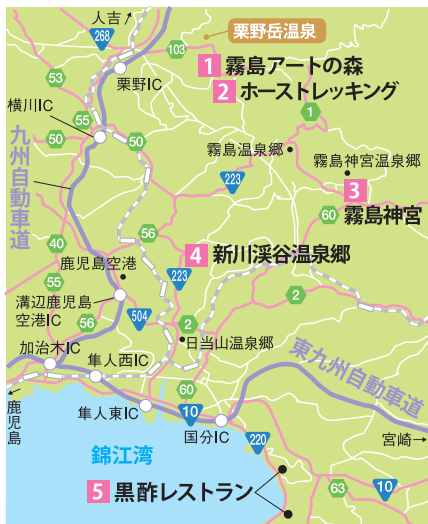 人吉
268
103
栗野岳温泉
栗野IC
1 霧島アートの森
2 ホーストレッキング
53
横川IC
55
50
50
1
九州自動車道
霧島温泉郷
223
霧島神宮温泉郷
3
霧島神宮
60
56
40
4 新川渓谷温泉郷
鹿児島空港
223
55
溝辺鹿児島
空港IC
56
504
2
2
日当山温泉郷
加治木IC
隼人西IC
東九州自動車道
60
鹿児島
隼人東IC
10
国分IC
220
宮崎
錦江湾
5 黒酢レストラン
63
10